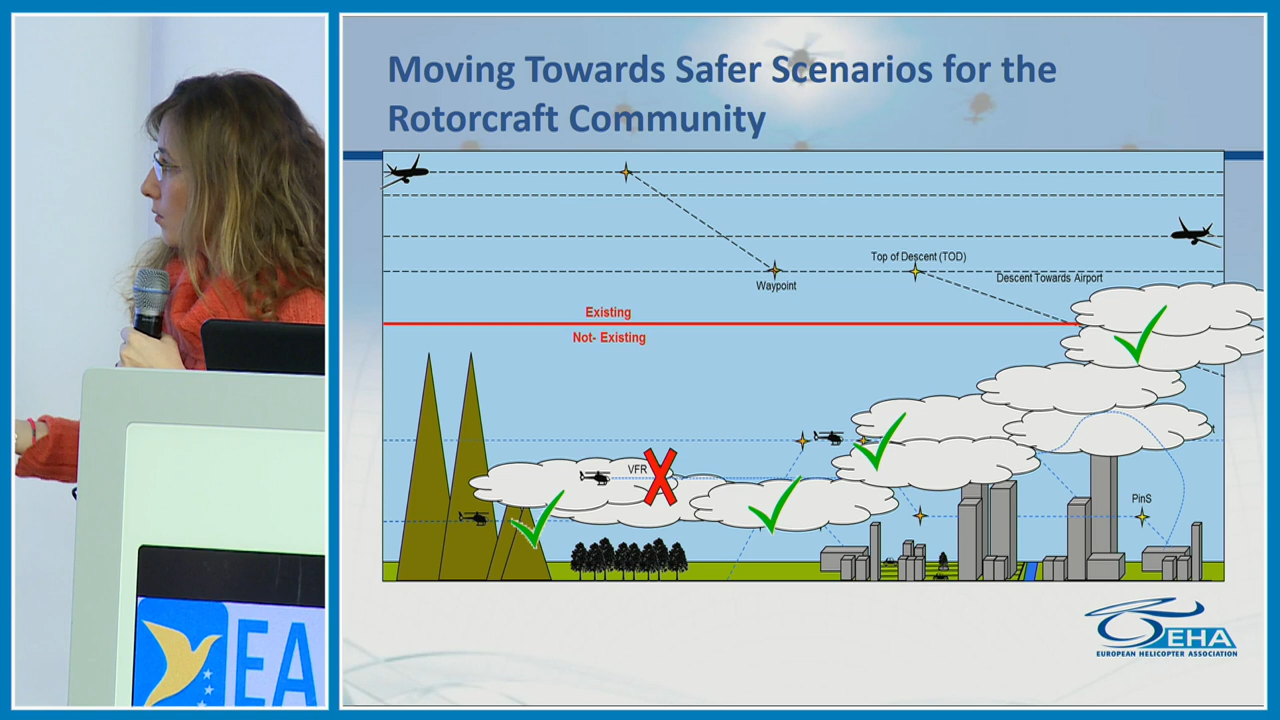 Moving Towards Safer Scenarios for the
Rotorcraft Community
Top of Descent (TOD)
Descent Towards Airport
Waypoint
Existing
Not- Existing
VFR
PinS
EHA
EUROPEAN HELICOPTER ASSOCIATION
EA